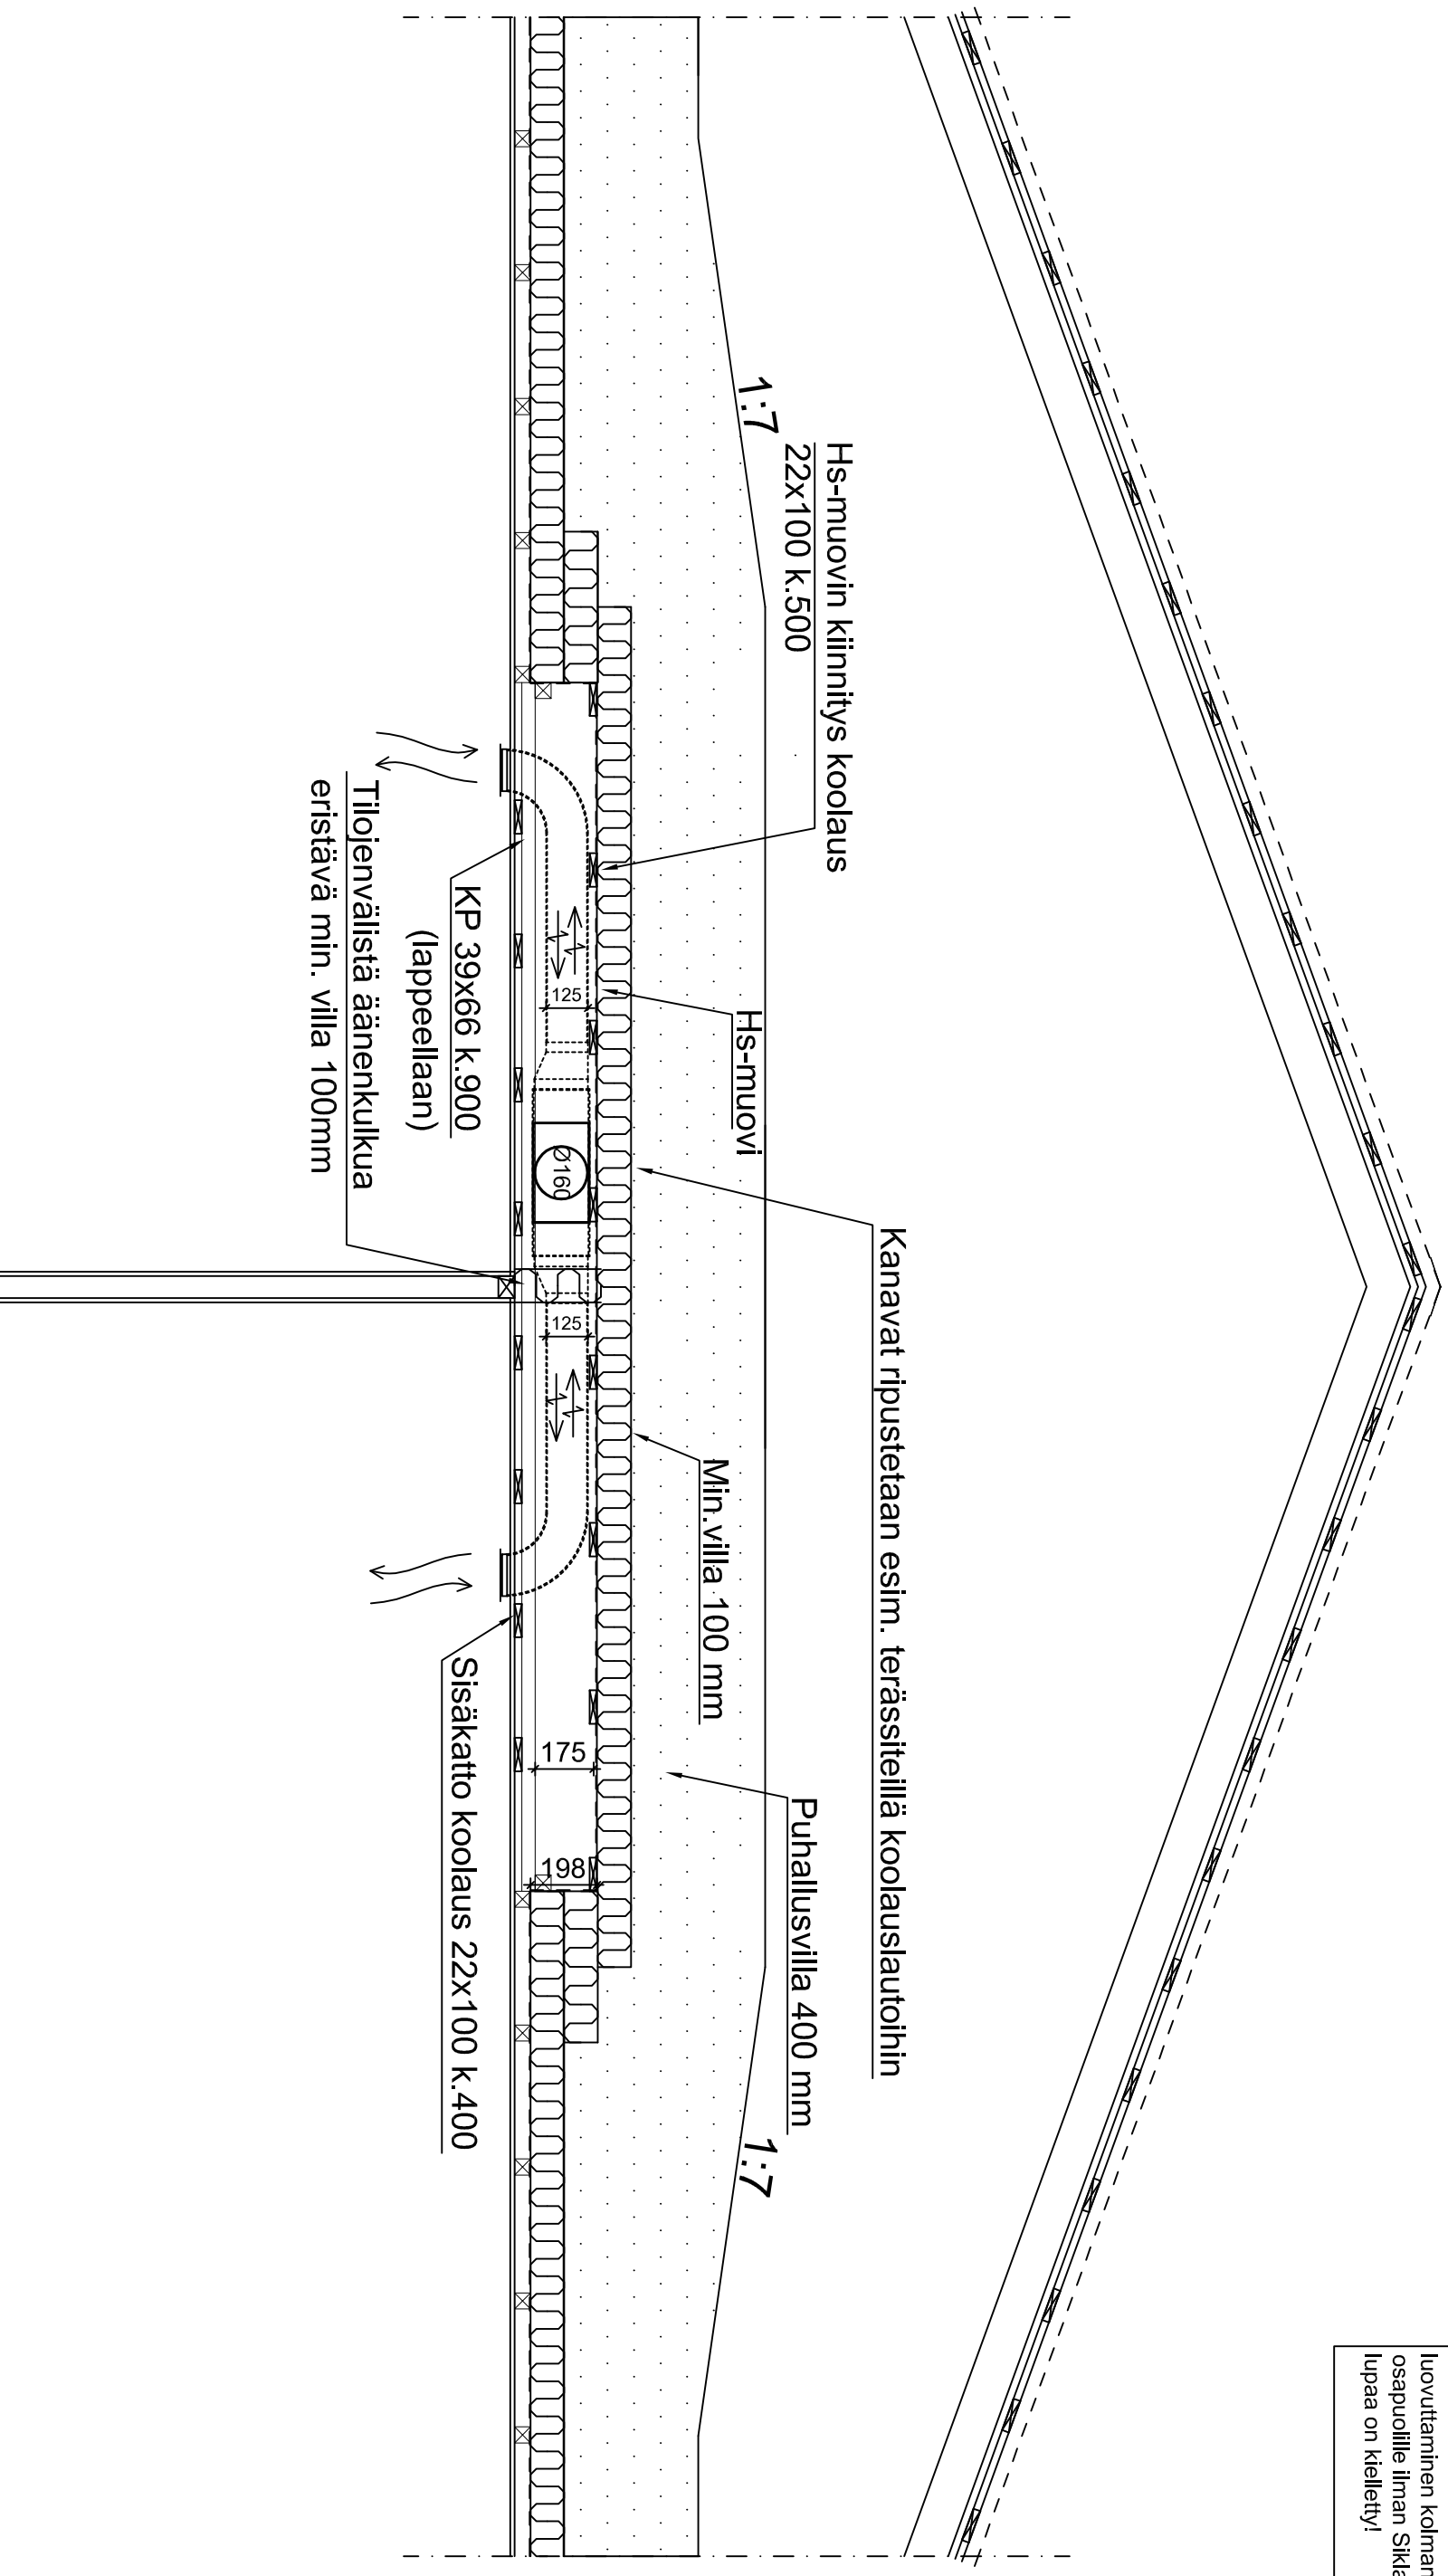 luovuttaminen
osapuolille ilman
lupaa on kielletty!
Kanavat ripustetaan esim. terässiteillä koolauslautoihin
Hs-muovin kiinnitys koolaus
22x100 k.500
Puhallusvilla 400 mm
1:7
1:7
Hs-muovi
Min.villa 100 mm
125
Ø160
125
175
198
KP 39x66 k.900
(lappeellaan)
Sisäkatto koolaus 22x100 k.400
Tilojenvälistä äänenkulkua
eristävä min. villa 100mm